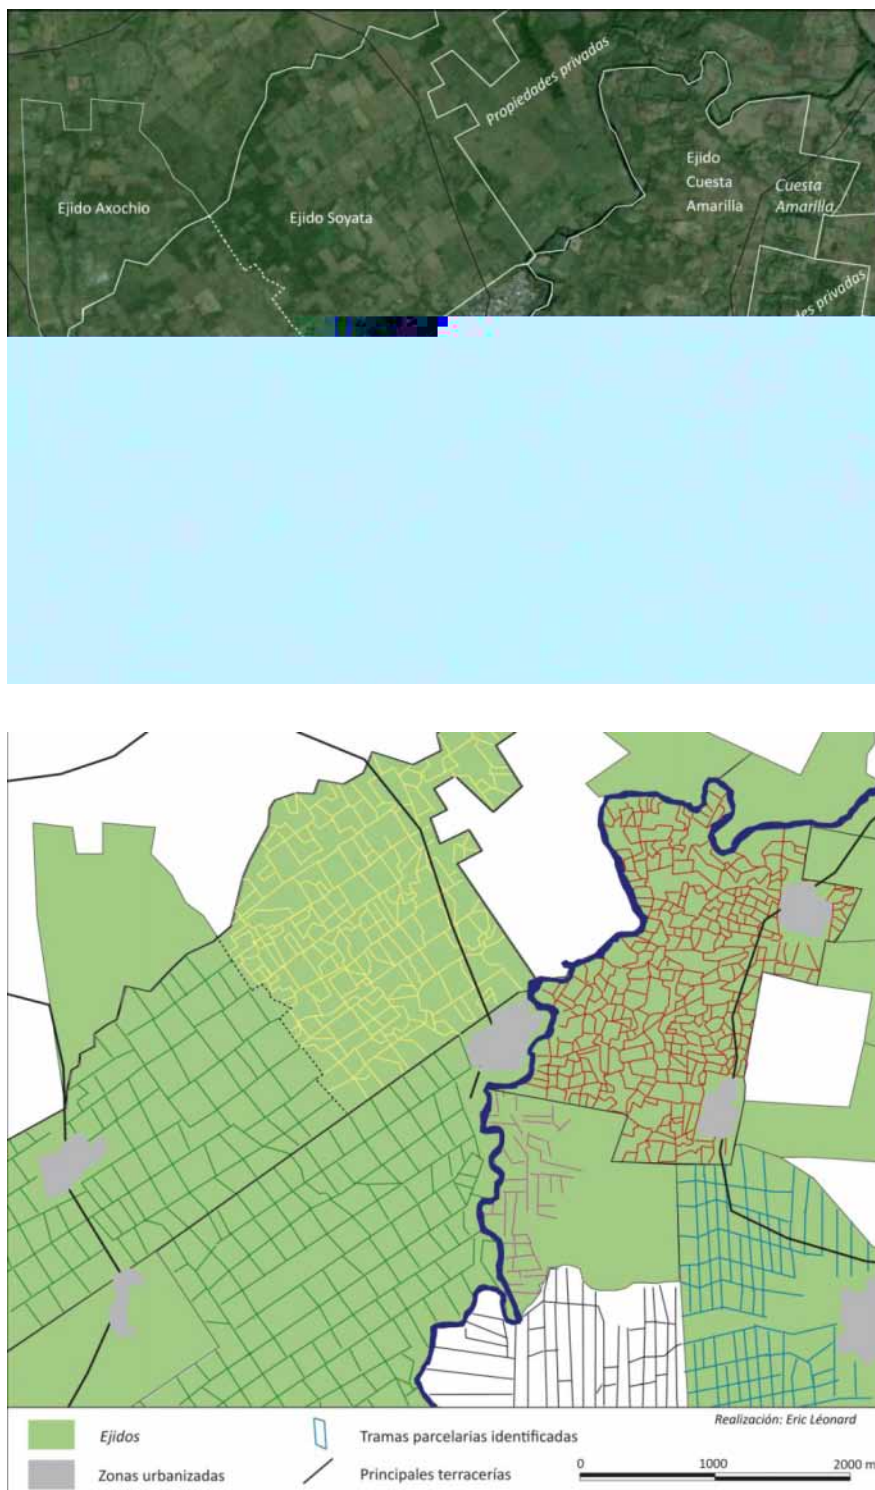 Propiedades privadas
Ejido
Cuesta
Amarilla
Cuesta
Amarilla
Ejido Axochio
Ejido Soyata
privadas
Realización: Eric Léonard
Ejidos
Tramas parcelarias identificadas
Zonas urbanizadas
Principales terracerías
0 1000 2000 m